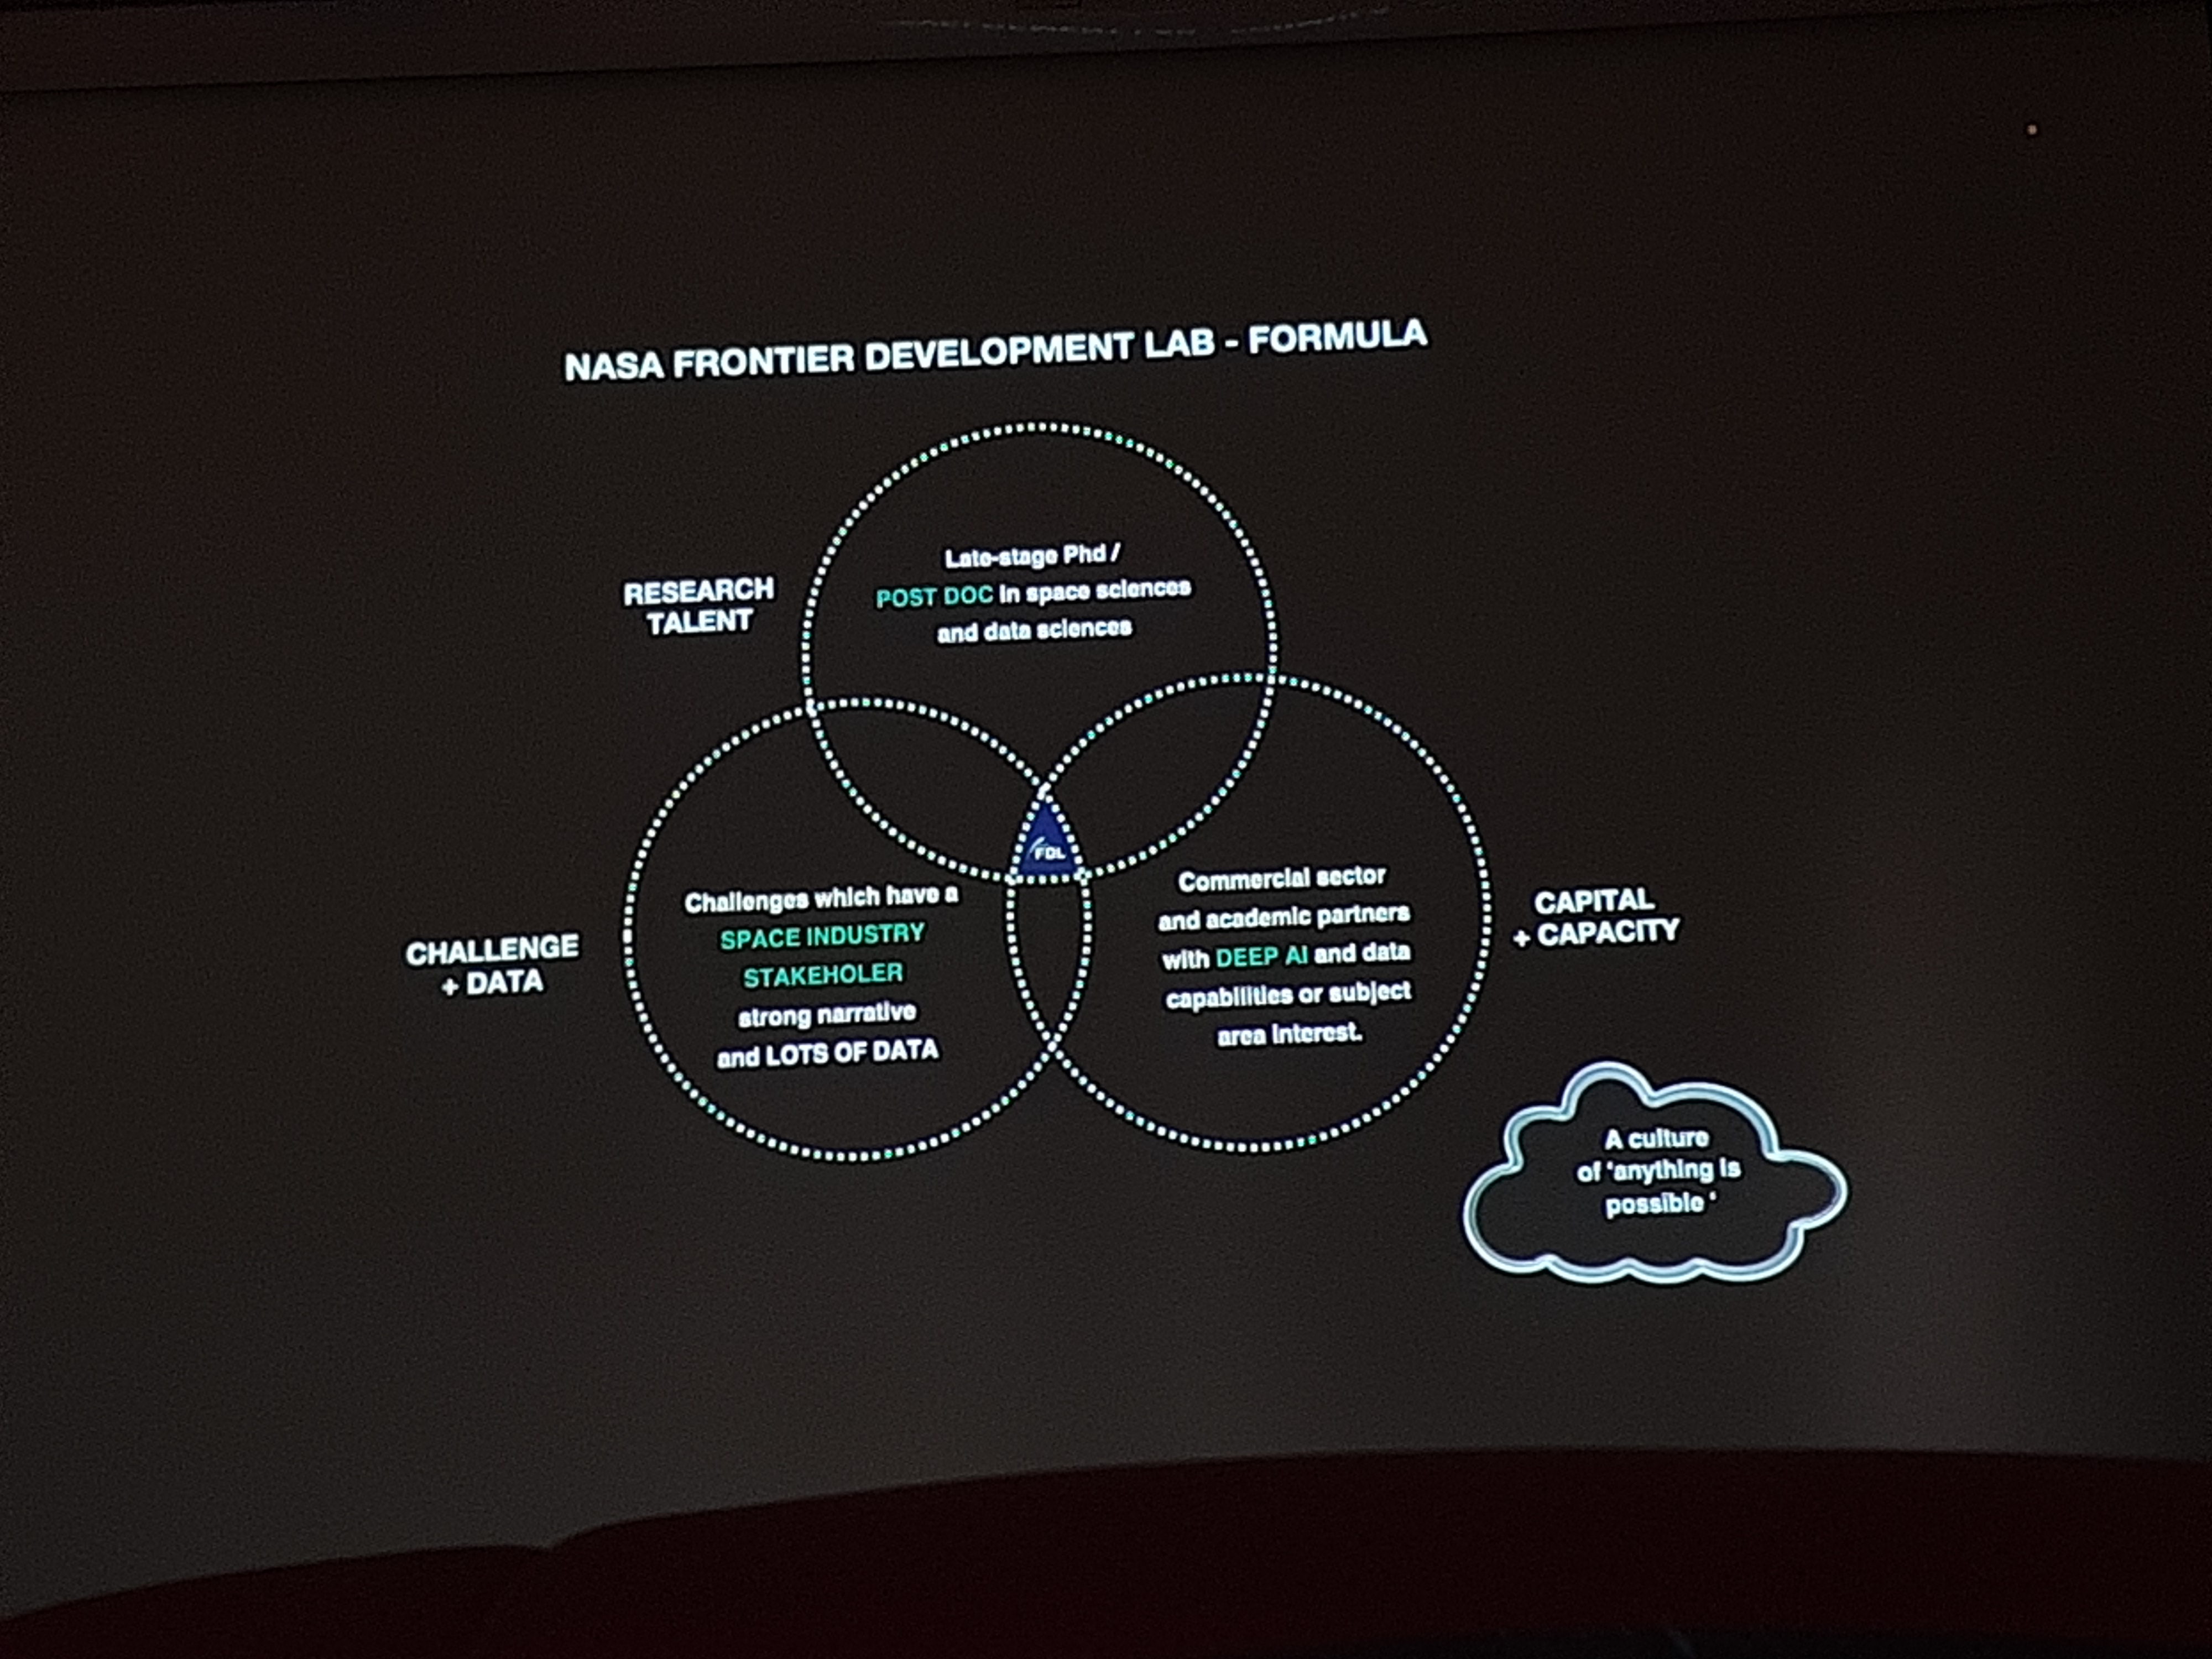 NASA FRONTIER DEVELOPMENT LAB - FORMULA
RESEARCH
TALENT
Late-stage Phd /
POST DOC in space sciences
and data sciences
FDL
CHALLENGE
+ DATA
Challenges which have a
SPACE INDUSTRY
STAKEHOLER
strong narrative
and LOTS OF DATA
Commercial sector
and academic partners
with DEEP AI and data
capabilities or subject
area interest.
CAPITAL
+ CAPACITY
A culture
of ‘anything is
possible ‘